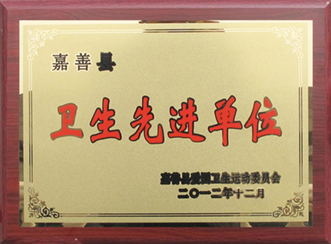 嘉善县
卫生先进单位
嘉善县爱国卫生运动委员会
二〇一二年十二月